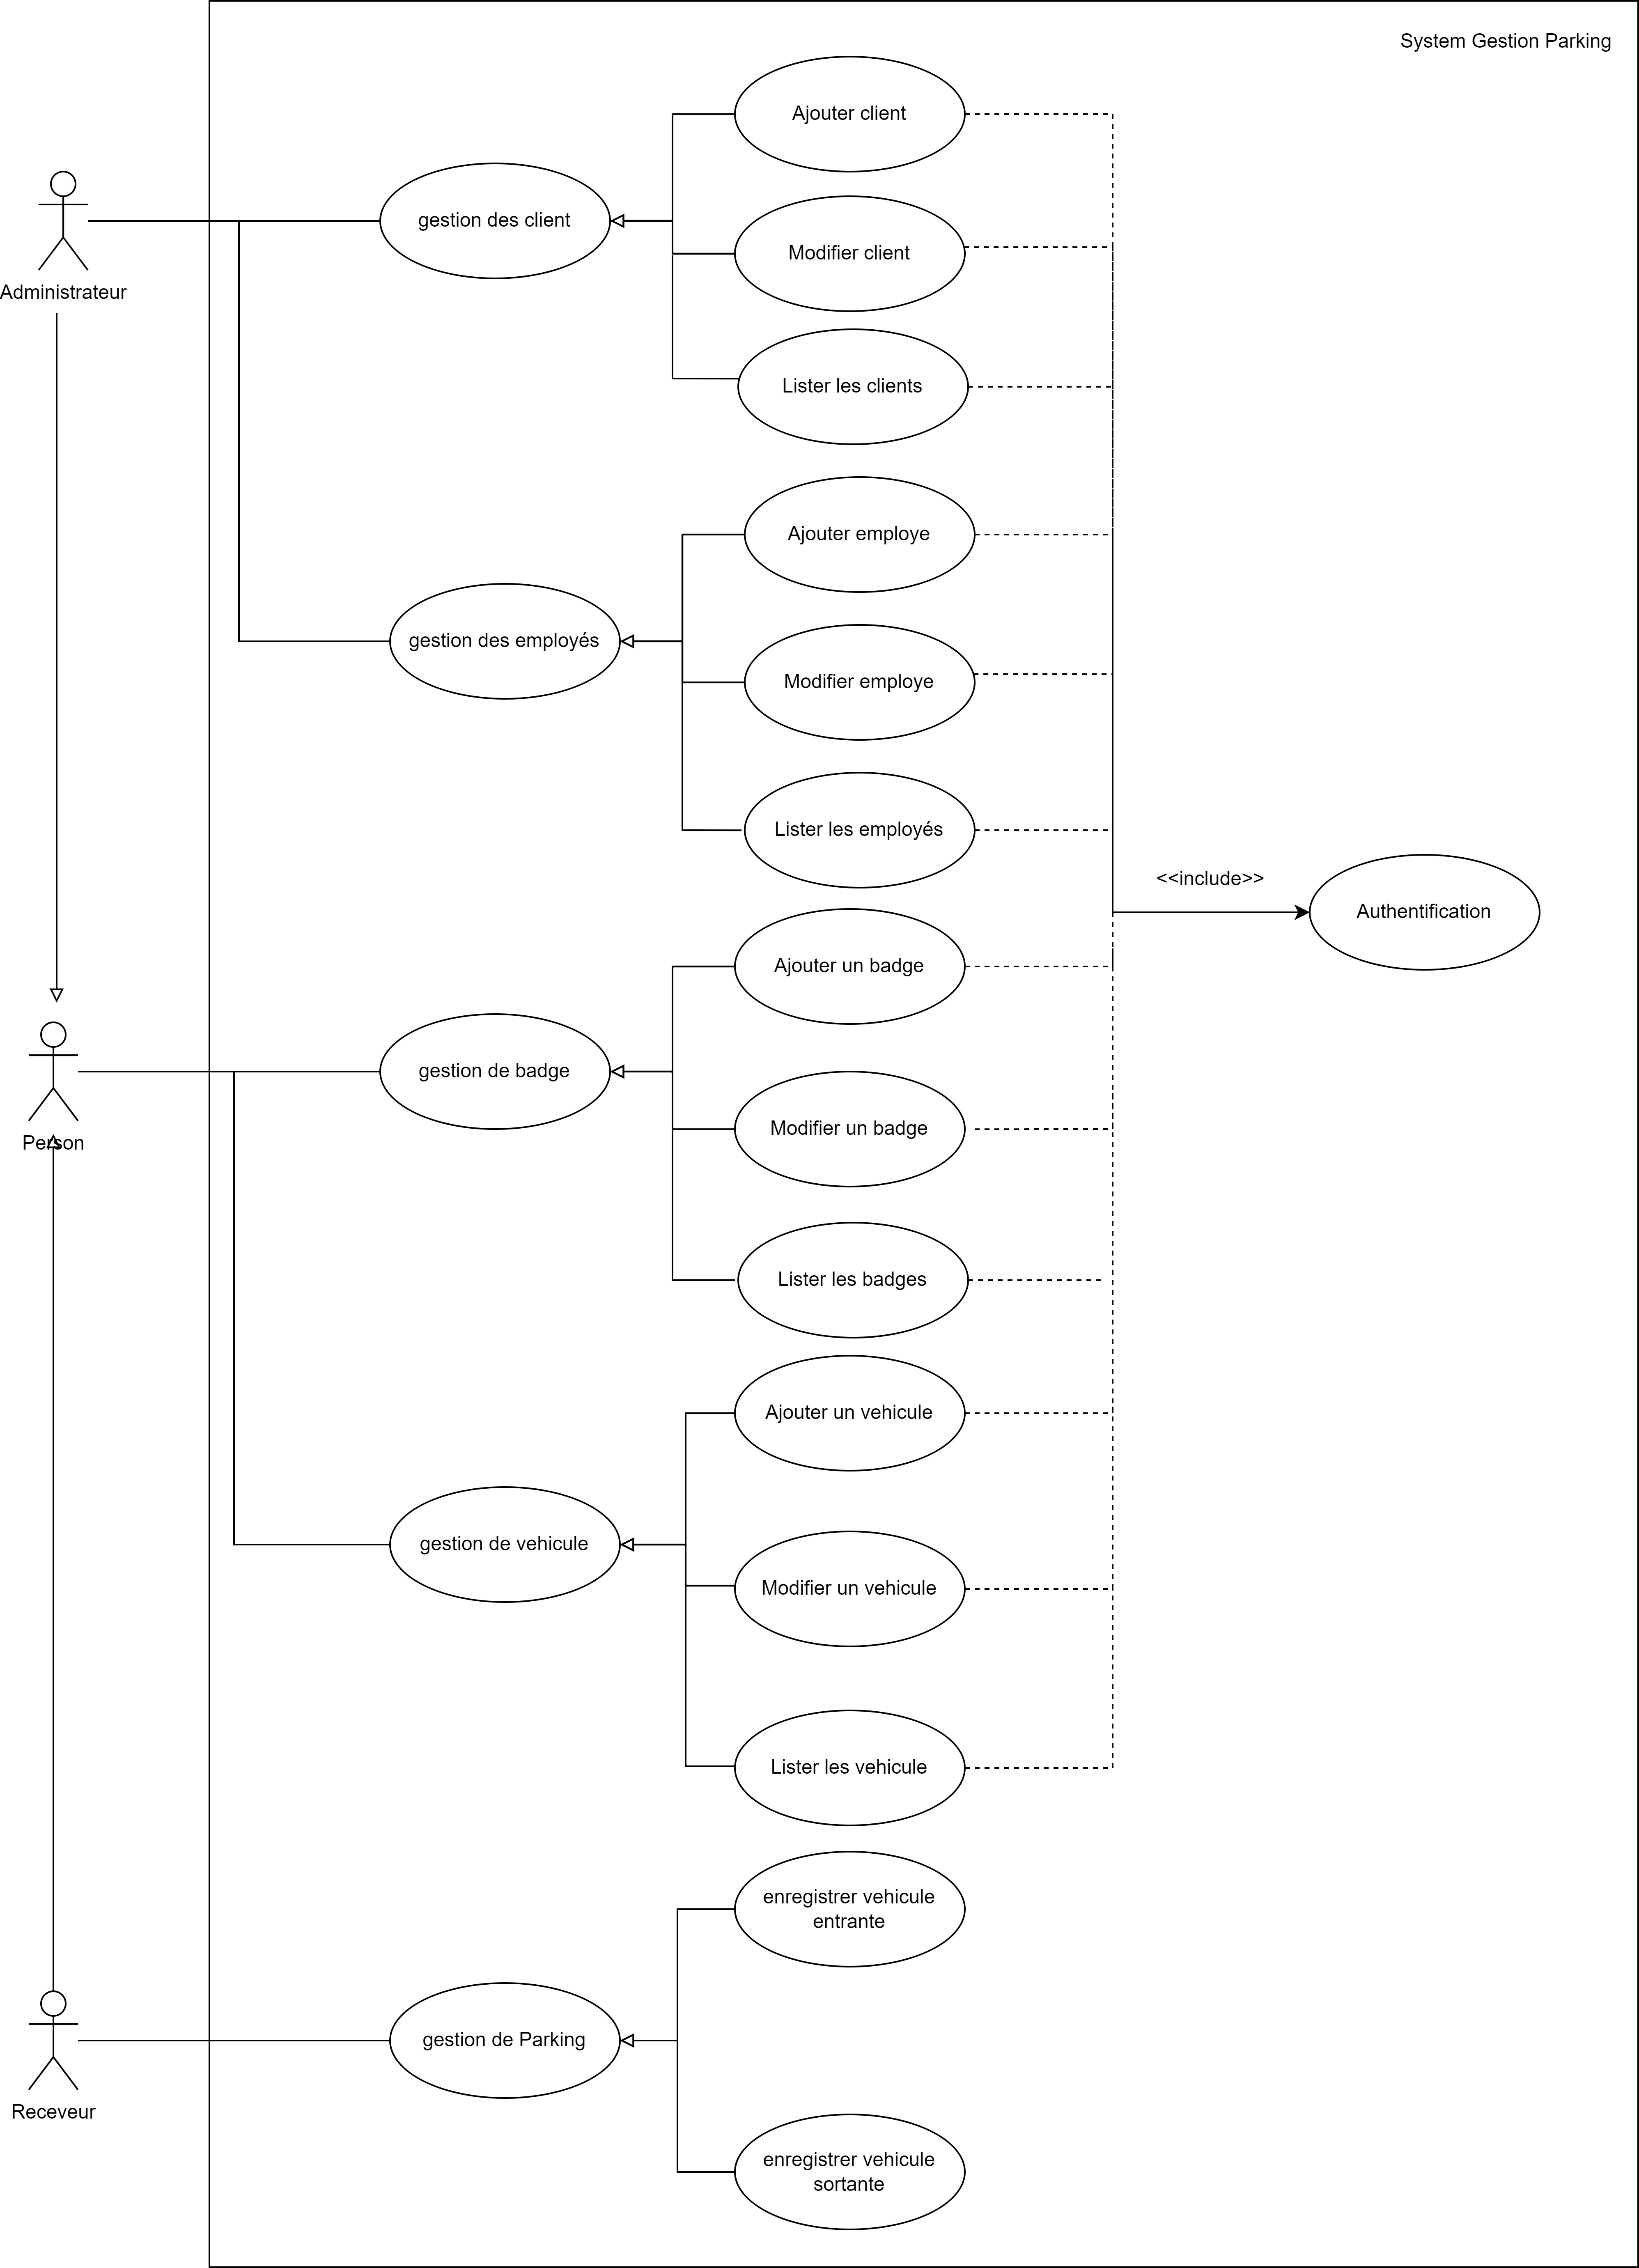 System Gestion Parking
Ajouter client
gestion des client
Modifier client
Administrateur
Lister les clients
Ajouter employe
gestion des employés
Modifier employe
Lister les employés
<<include>>
Authentification
Ajouter un badge
gestion de badge
Person
Modifier un badge
Lister les badges
Ajouter un vehicule
gestion de vehicule
Modifier un vehicule
Lister les vehicule
enregistrer vehicule
entrante
gestion de Parking
Receveur
enregistrer vehicule
sortante